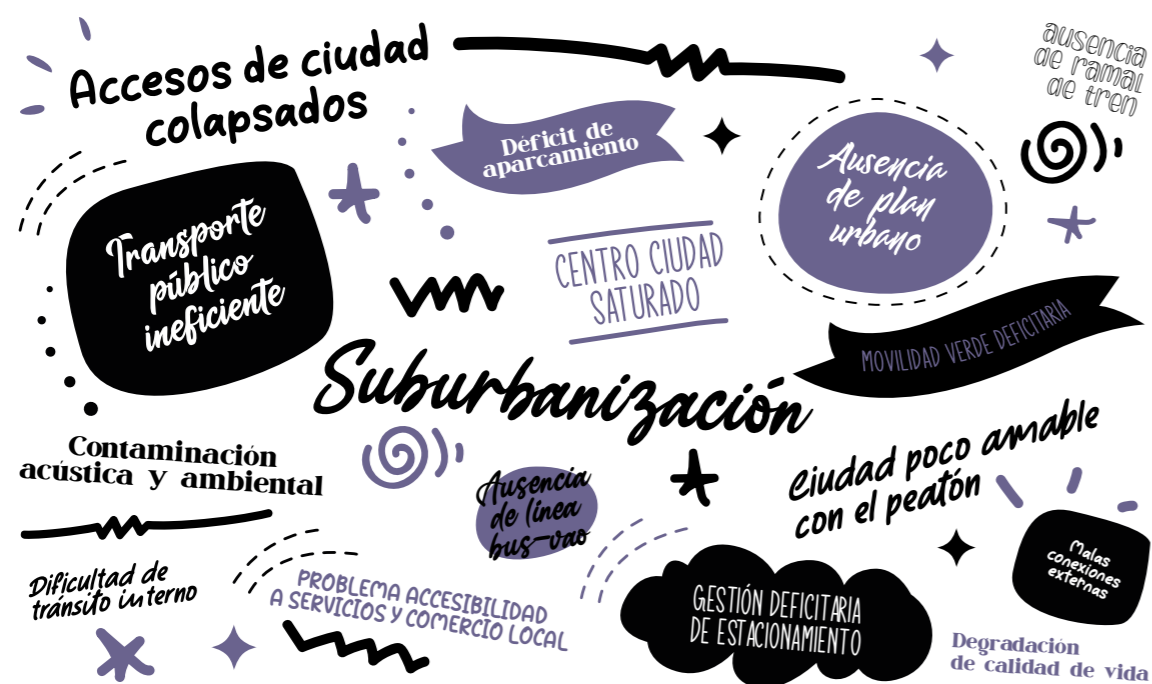 Accesos de ciudad
colapsados
ausencia
de ramal
de tren
Déficit de
aparcamiento
Ausencia
de plan
urbano
Transporte
público
ineficiente
CENTRO CIUDAD
SATURADO
MOVILIDAD VERDE DEFICITARIA
Suburbanización
Contaminación
acústica y ambiental
Ciudad poco amable
con el peatón
Ausencia
de línea
bus-vao
Malas
conexiones
externas
Dificultad de
tránsito interno
PROBLEMA ACCESIBILIDAD
A SERVICIOS Y COMERCIO LOCAL
GESTIÓN DEFICITARIA
DE ESTACIONAMIENTO
Degradación
de calidad de vida